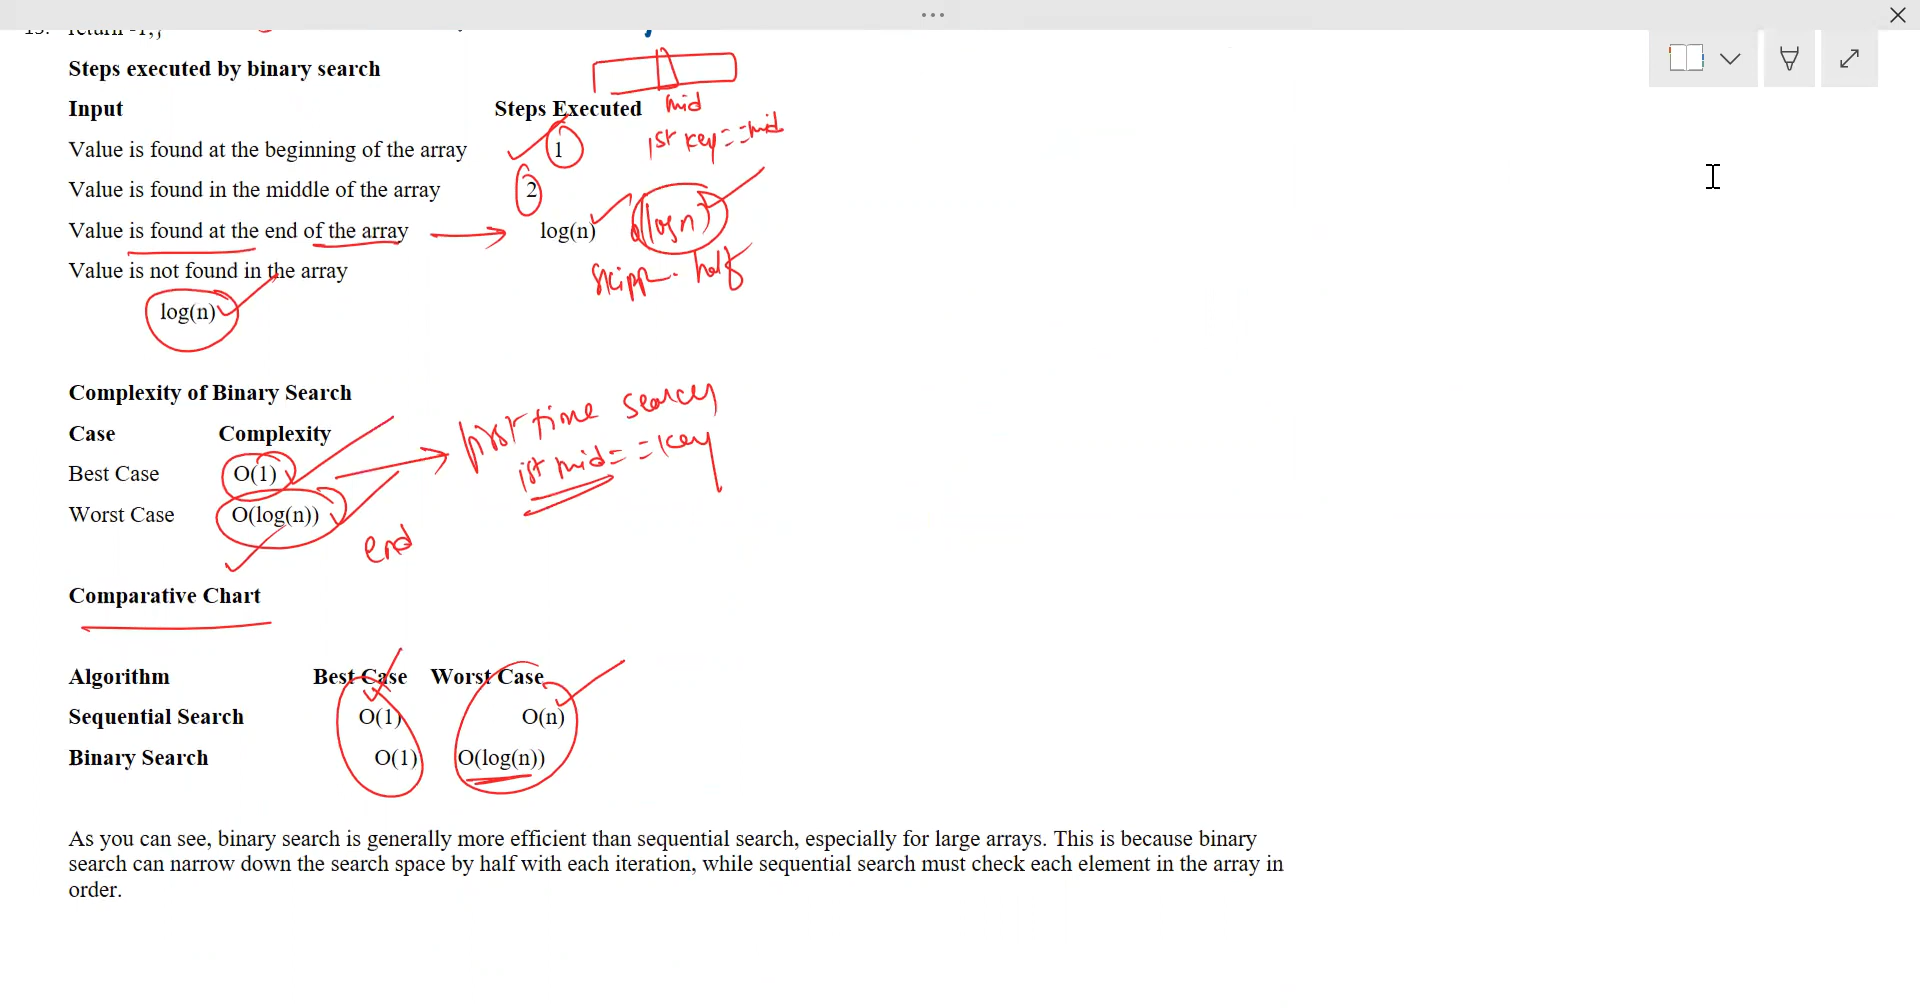 Steps executed by binary search
Input Steps Executed
mid
1st key==mid
Value is found at the beginning of the array 1
Value is found in the middle of the array 2
Value is found at the end of the array log(n) (logn)
Value is not found in the array
half
log(n)
Complexity of Binary Search
Case Complexity
Best Case O(1)
Worst Case O(log(n))
first time search
1st mid==key
end
Comparative Chart
Algorithm Best Case Worst Case
Sequential Search O(1) O(n)
Binary Search O(1) O(log(n))
As you can see, binary search is generally more efficient than sequential search, especially for large arrays. This is because binary
search can narrow down the search space by half with each iteration, while sequential search must check each element in the array in
order.